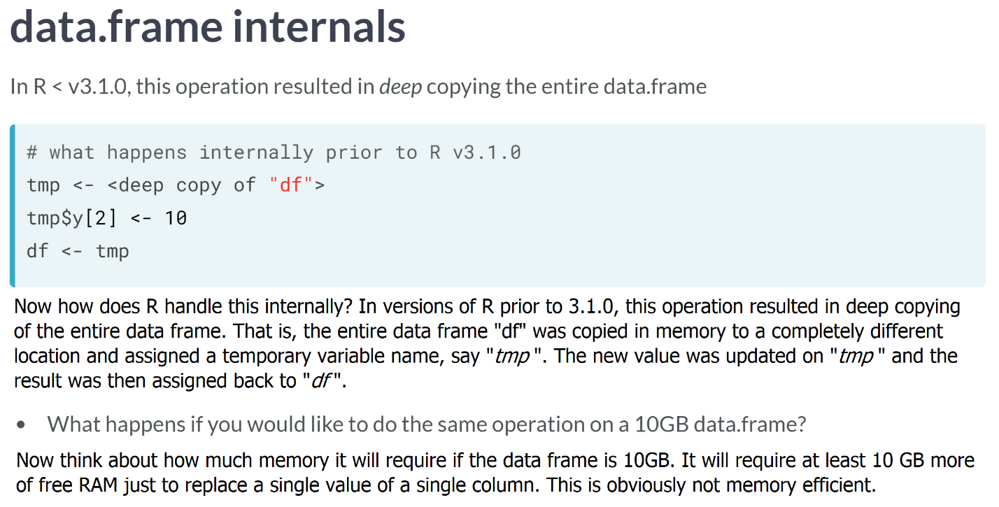 data.frame internals
In R < v3.1.0, this operation resulted in deep copying the entire data.frame
# what happens internally prior to R v3.1.0
tmp <- <deep copy of "df">
tmp$y[2] <- 10
df <- tmp
Now how does R handle this internally? In versions of R prior to 3.1.0, this operation resulted in deep copying
of the entire data frame. That is, the entire data frame "df" was copied in memory to a completely different
location and assigned a temporary variable name, say "tmp ". The new value was updated on "tmp " and the
result was then assigned back to "df ".
• What happens if you would like to do the same operation on a 10GB data.frame?
Now think about how much memory it will require if the data frame is 10GB. It will require at least 10 GB more
of free RAM just to replace a single value of a single column. This is obviously not memory efficient.